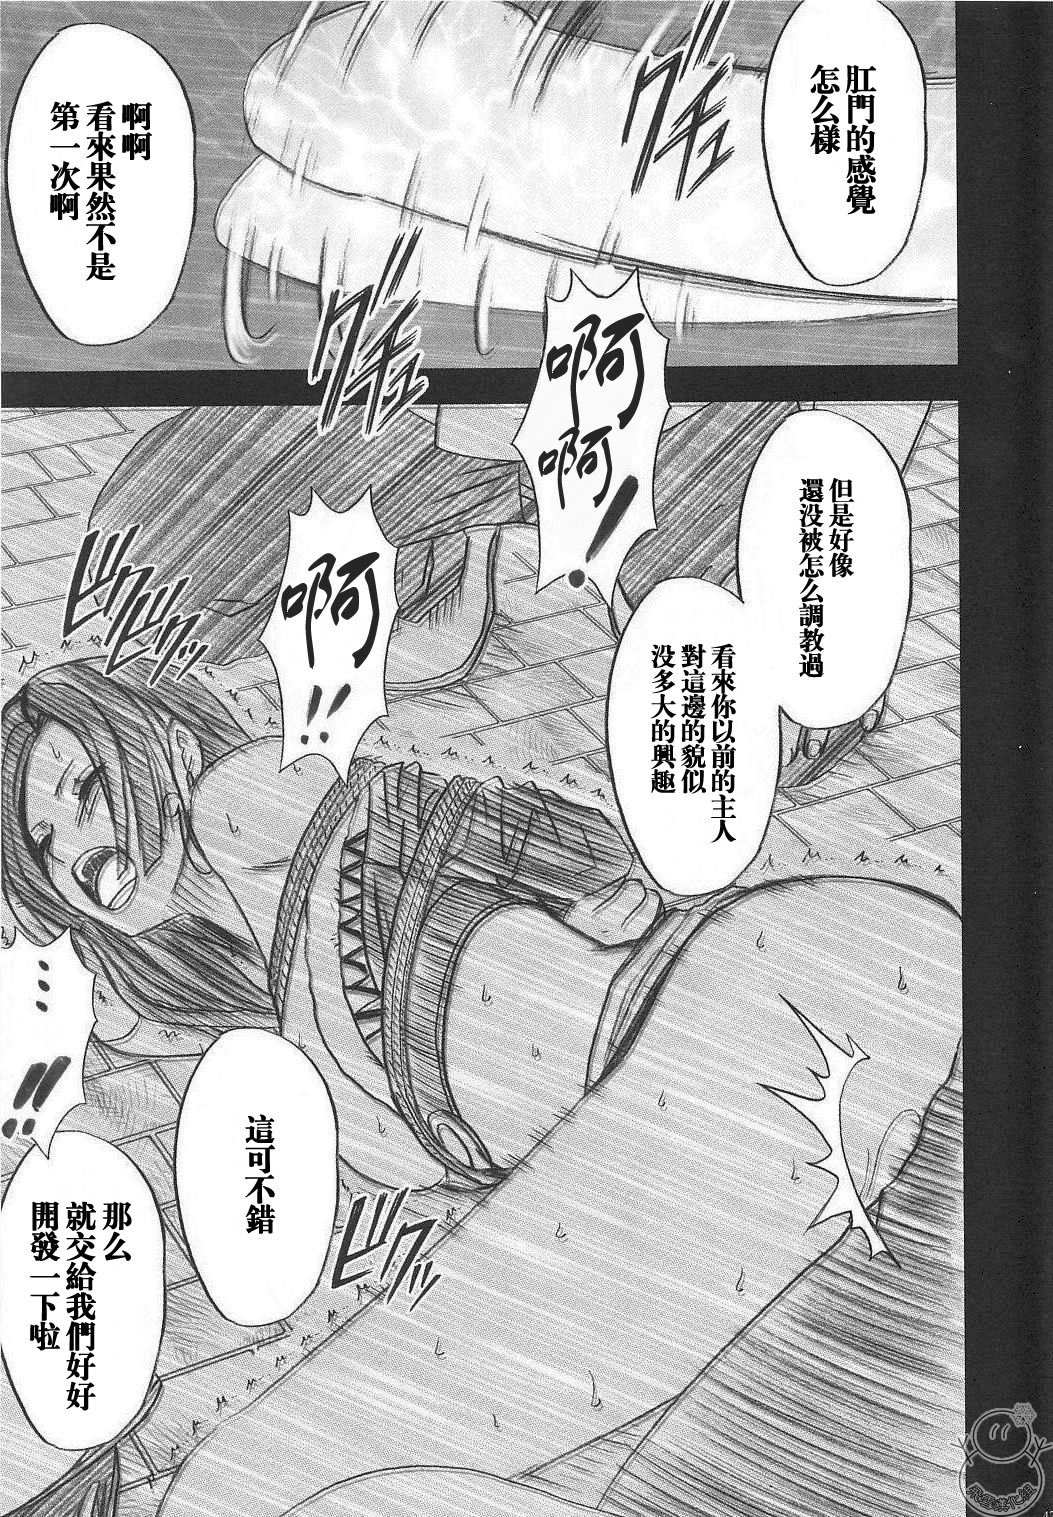 肛門的感覺
怎么樣
グチュ
啊啊
看來果然不是
第一次啊
グチュ
啊
啊!
但是好像
還没被怎么調教過
看來你以前的主人
對這邊的貌似
没多大的興趣
啊!!
ビクッ
ビクッ
…!!
這可不錯
ビクッ
那么
就交給我們好好
開發一下啦